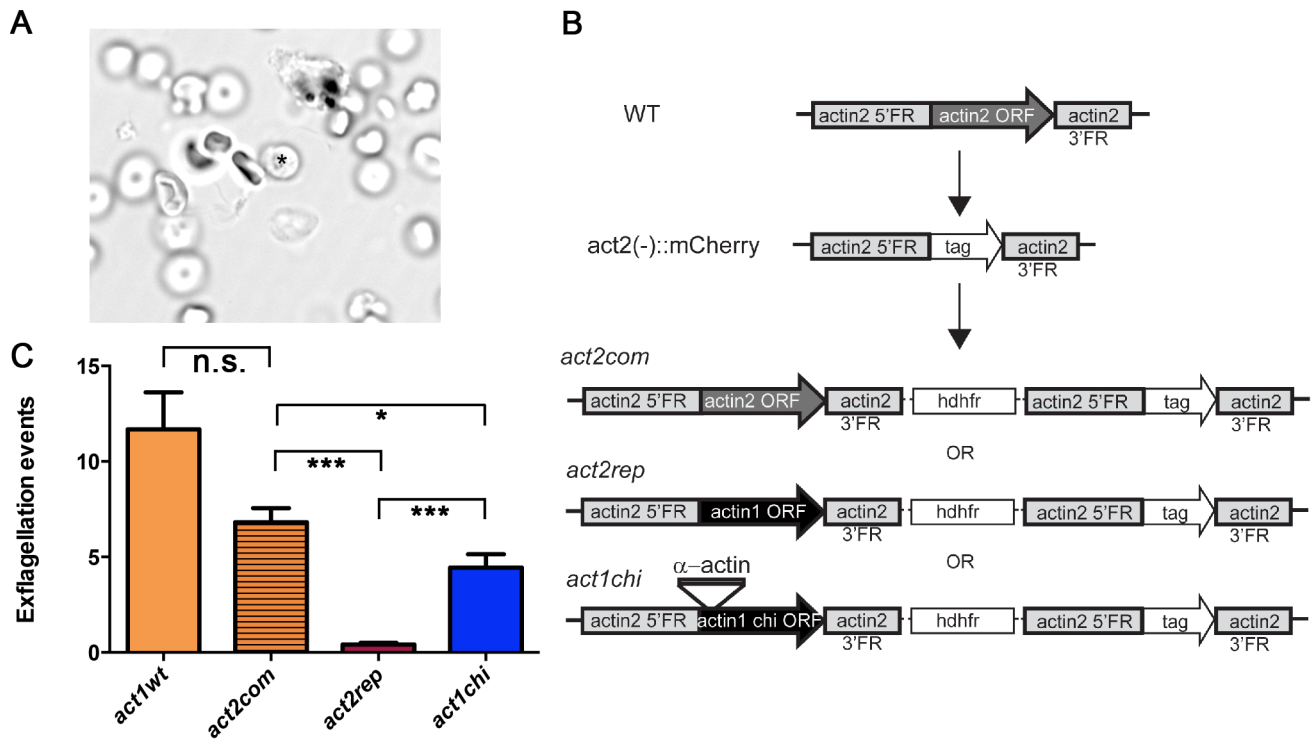 A
*
B
WT
actin2 5'FR
actin2 ORF
actin2
3'FR
act2(-)::mCherry
actin2 5'FR
tag
actin2
3'FR
act2com
actin2 5'FR
actin2 ORF
actin2
3'FR
hdhfr
actin2 5'FR
tag
actin2
3'FR
OR
act2rep
actin2 5'FR
actin1 ORF
actin2
3'FR
hdhfr
actin2 5'FR
tag
actin2
3'FR
OR
act1chi
α–actin
actin2 5'FR
actin1 chi ORF
actin2
3'FR
hdhfr
actin2 5'FR
tag
actin2
3'FR
C
Exflagellation events
15
10
5
0
n.s.
*
***
***
act1wt
act2com
act2rep
act1chi